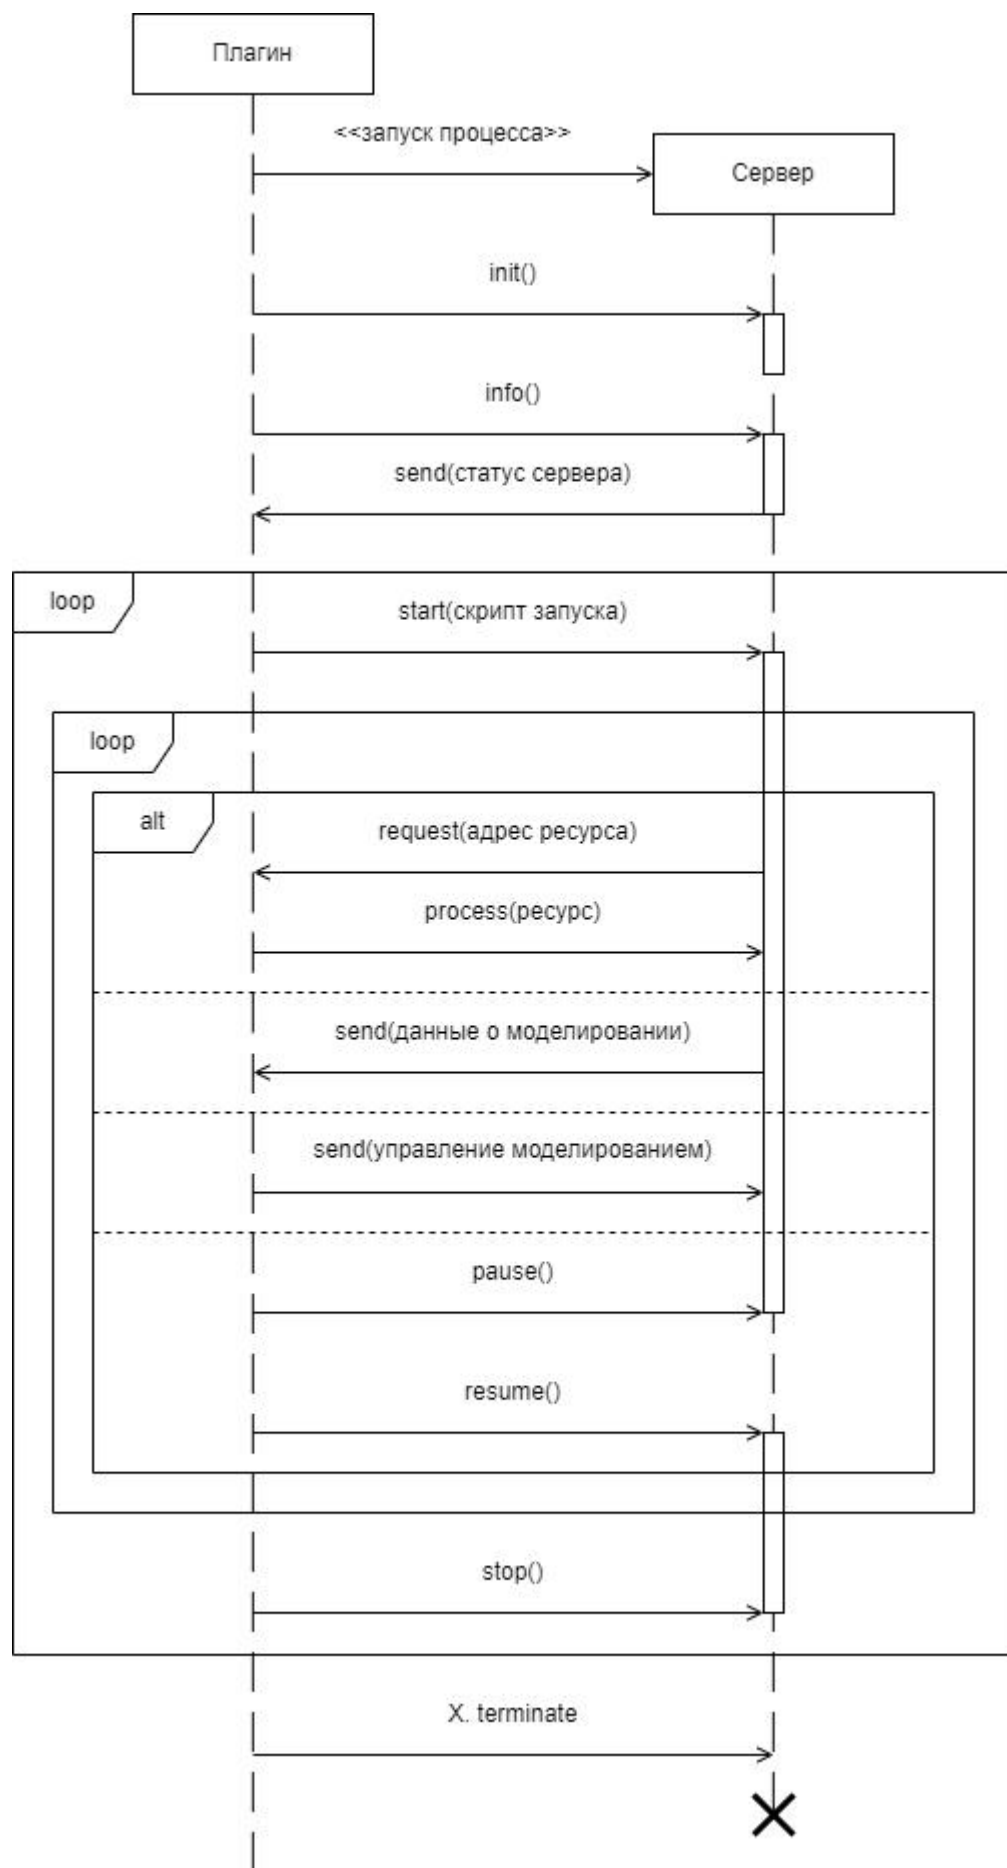 Плагин
<<запуск процесса>>
Сервер
init()
info()
send(статус сервера)
loop
start(скрипт запуска)
loop
alt
request(адрес ресурса)
process(ресурс)
send(данные о моделировании)
send(управление моделированием)
pause()
resume()
stop()
X. terminate